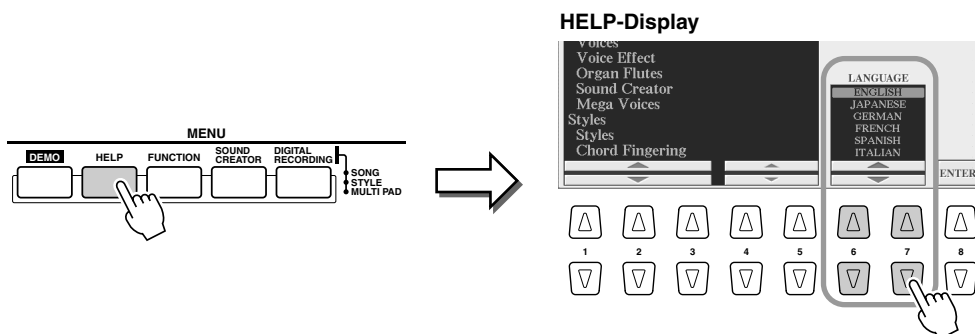 HELP-Display
Voices
Voice Effect
Organ Flutes
Sound Creator
Mega Voices
Styles
Styles
Chord Fingering
LANGUAGE
ENGLISH
JAPANESE
GERMAN
FRENCH
SPANISH
ITALIAN
ENTER
MENU
DEMO
HELP
FUNCTION
SOUND CREATOR
DIGITAL RECORDING
SONG
STYLE
MULTI PAD
1 2 3 4 5 6 7 8